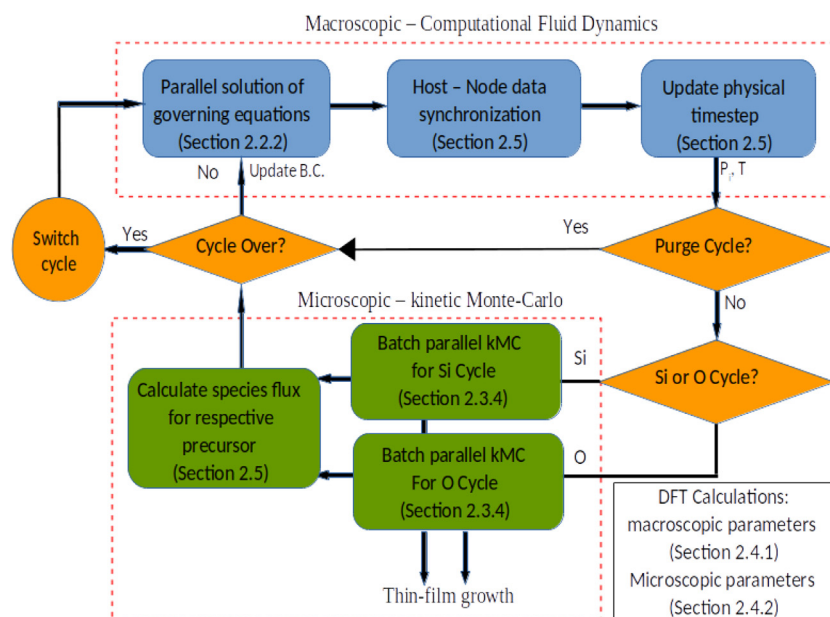 Macroscopic – Computational Fluid Dynamics
Parallel solution of
governing equations
(Section 2.2.2)
Host – Node data
synchronization
(Section 2.5)
Update physical
timestep
(Section 2.5)
No
Update B.C.
P_i, T
Switch
cycle
Yes
Cycle Over?
Yes
Purge Cycle?
No
Microscopic – kinetic Monte-Carlo
Batch parallel kMC
for Si Cycle
(Section 2.3.4)
Si
Si or O Cycle?
Calculate species flux
for respective
precursor
(Section 2.5)
Batch parallel kMC
For O Cycle
(Section 2.3.4)
O
Thin-film growth
DFT Calculations:
macroscopic parameters
(Section 2.4.1)
Microscopic parameters
(Section 2.4.2)